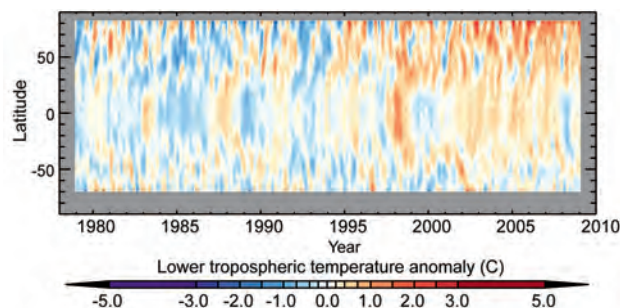 50
0
-50
Latitude
1980 1985 1990 1995 2000 2005 2010
Year
Lower tropospheric temperature anomaly (C)
-5.0 -3.0 -2.0 -1.0 0.0 1.0 2.0 3.0 5.0